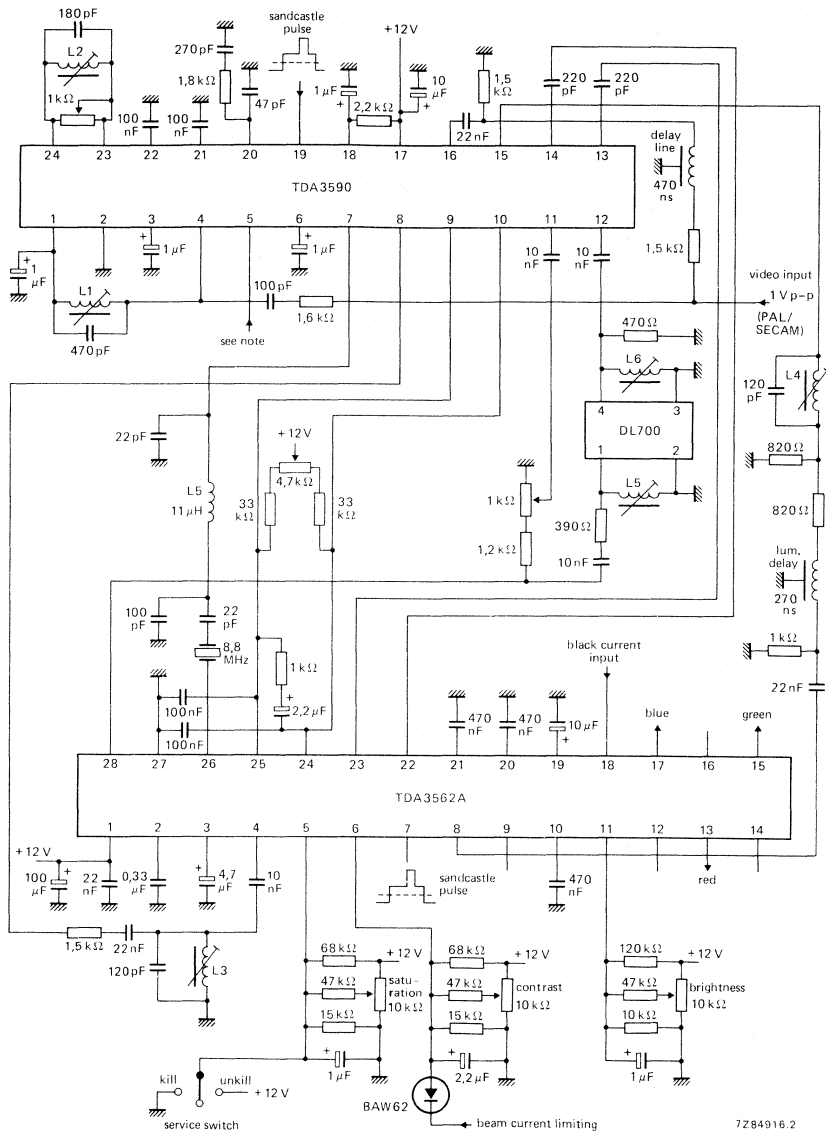 180 pF
L2
1 kΩ
270 pF
1,8 kΩ
47 pF
sandcastle
pulse
1 μF
+
+12 V
10
μF
+
2,2 kΩ
1,5
kΩ
22 nF
220
pF
220
pF
100
nF
100
nF
delay
line
470
ns
24 23 22 21 20 19 18 17 16 15 14 13
TDA3590
1 2 3 4 5 6 7 8 9 10 11 12
+
1
μF
+
1 μF
+
1 μF
10
nF
10
nF
1,5 kΩ
video input
1 V p-p
(PAL/
SECAM)
L1
470 pF
100 pF
1,6 kΩ
see note
470 Ω
L6
4 3
DL700
1 2
L5
120
pF
L4
820 Ω
820
Ω
22 pF
+ 12 V
4,7 kΩ
33
kΩ
33
kΩ
L5
11 μH
1 kΩ
1,2 kΩ
390 Ω
10 nF
lum.
delay
270
ns
100
pF
22
pF
8,8
MHz
1 kΩ
+
2,2 μF
100 nF
100 nF
black current
input
1 kΩ
22 nF
470
nF
470
nF
10 μF
+
blue
green
28 27 26 25 24 23 22 21 20 19 18 17 16 15
TDA3562A
1 2 3 4 5 6 7 8 9 10 11 12 13 14
+ 12 V
100
μF
+
22
nF
0,33
μF
+
4,7
μF
10
nF
sandcastle
pulse
470
nF
red
1,5 kΩ
22 nF
120 pF
L3
68 kΩ
+ 12 V
47 kΩ
satu-
ration
10 kΩ
15 kΩ
+
1 μF
68 kΩ
+ 12 V
47 kΩ
contrast
10 kΩ
15 kΩ
+
2,2 μF
120 kΩ
+ 12 V
47 kΩ
brightness
10 kΩ
10 kΩ
+
1 μF
kill
unkill
+ 12 V
service switch
BAW62
beam current limiting
7Z84916.2